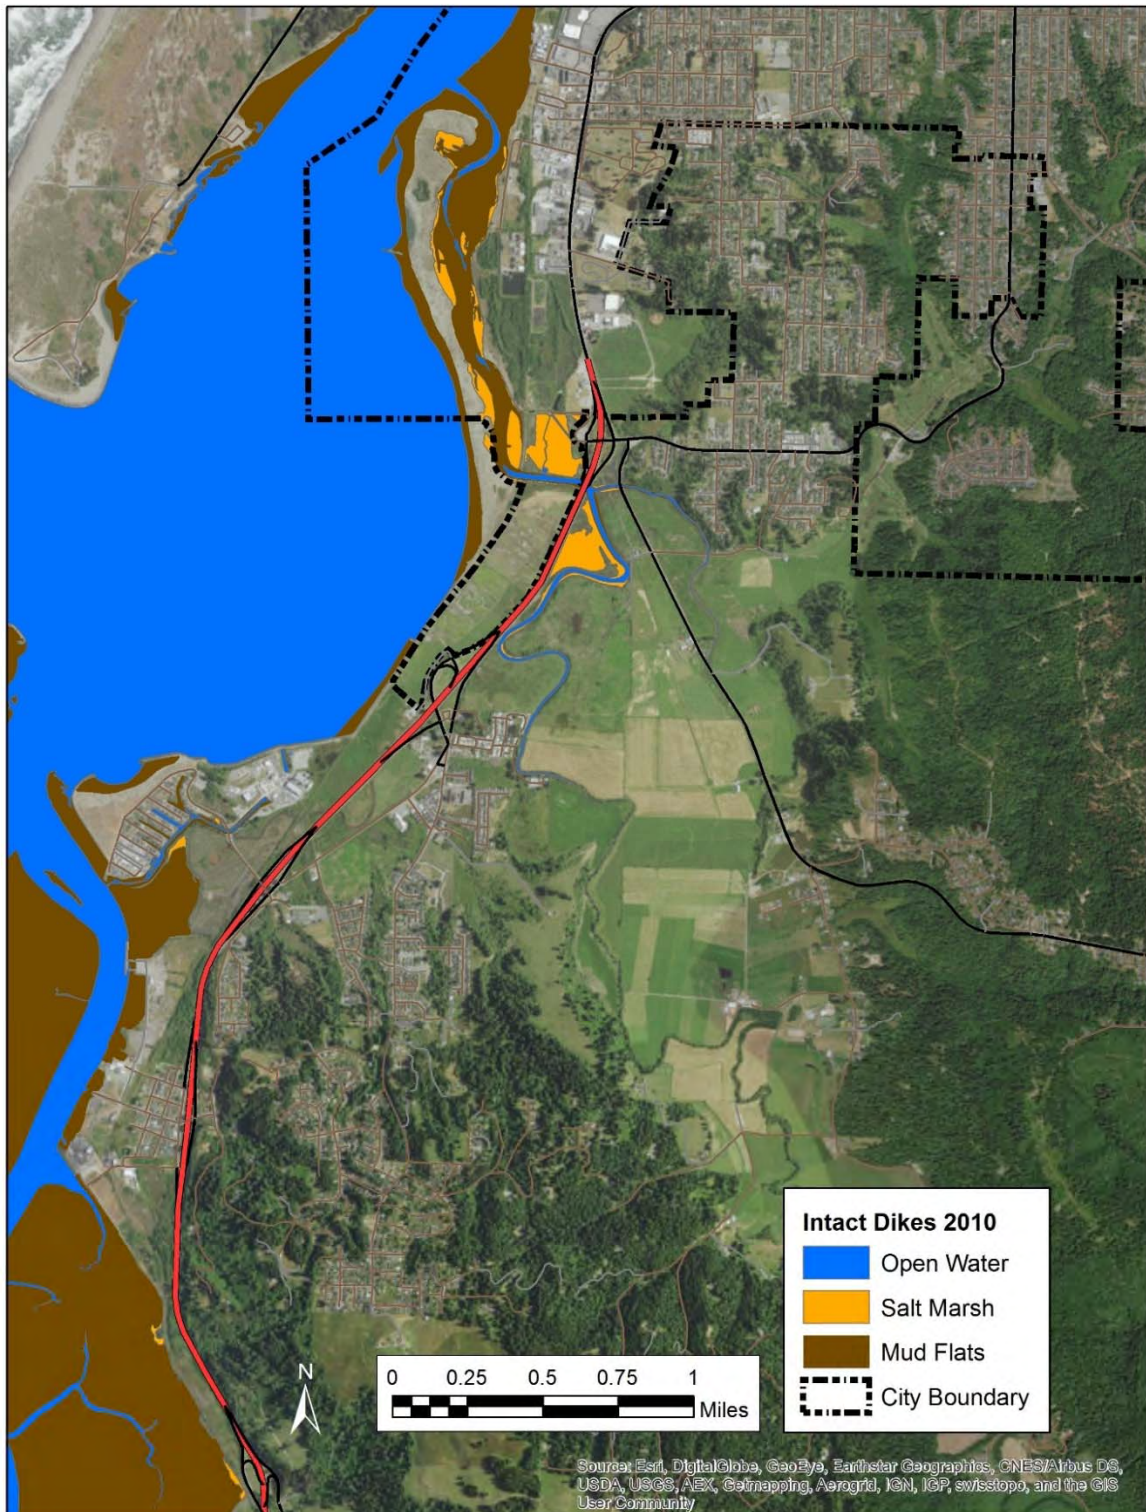 Intact Dikes 2010
Open Water
Salt Marsh
Mud Flats
City Boundary
N
0 0.25 0.5 0.75 1
Miles
Source: Esri, DigitalGlobe, GeoEye, Earthstar Geographics, CNES/Airbus DS,
USDA, USGS, AEX, Getmapping, Aerogrid, IGN, IGP, swisstopo, and the GIS
User Community